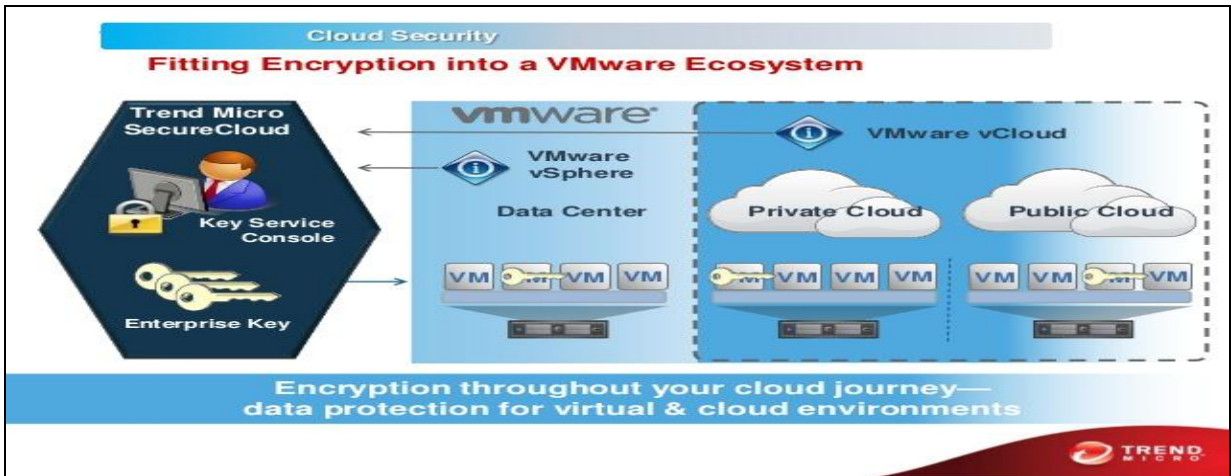 Cloud Security
Fitting Encryption into a VMware Ecosystem
Trend Micro
SecureCloud
Key Service
Console
Enterprise Key
vmware®
VMware
vSphere
Data Center
VMware vCloud
Private Cloud
Public Cloud
VM VM VM
VM VM VM
VM VM VM
Encryption throughout your cloud journey—
data protection for virtual & cloud environments
TREND
MICRO